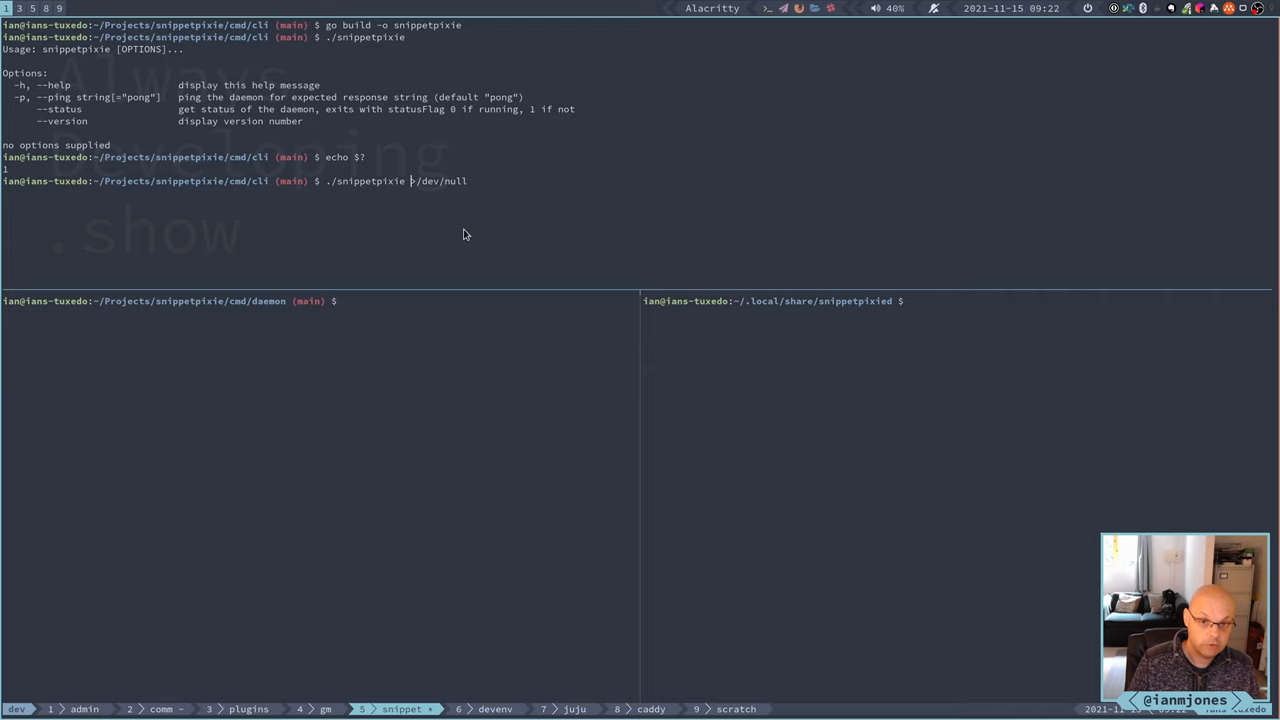 1 3 5 8 9
Alacritty
40%
2021-11-15 09:22
ian@ians-tuxedo:~/Projects/snippetpixie/cmd/cli (main) $ go build -o snippetpixie
ian@ians-tuxedo:~/Projects/snippetpixie/cmd/cli (main) $ ./snippetpixie
Usage: snippetpixie [OPTIONS]...
Options:
-h, --help display this help message
-p, --ping string[="pong"] ping the daemon for expected response string (default "pong")
--status get status of the daemon, exits with statusFlag 0 if running, 1 if not
--version display version number
no options supplied
ian@ians-tuxedo:~/Projects/snippetpixie/cmd/cli (main) $ echo $?
1
ian@ians-tuxedo:~/Projects/snippetpixie/cmd/cli (main) $ ./snippetpixie >/dev/null
Always
Developing
.show
ian@ians-tuxedo:~/Projects/snippetpixie/cmd/daemon (main) $
ian@ians-tuxedo:~/.local/share/snippetpixied $
@ianmjones
dev 1 admin 2 comm - 3 plugins 4 gm 5 snippet * 6 devenv 7 juju 8 caddy 9 scratch